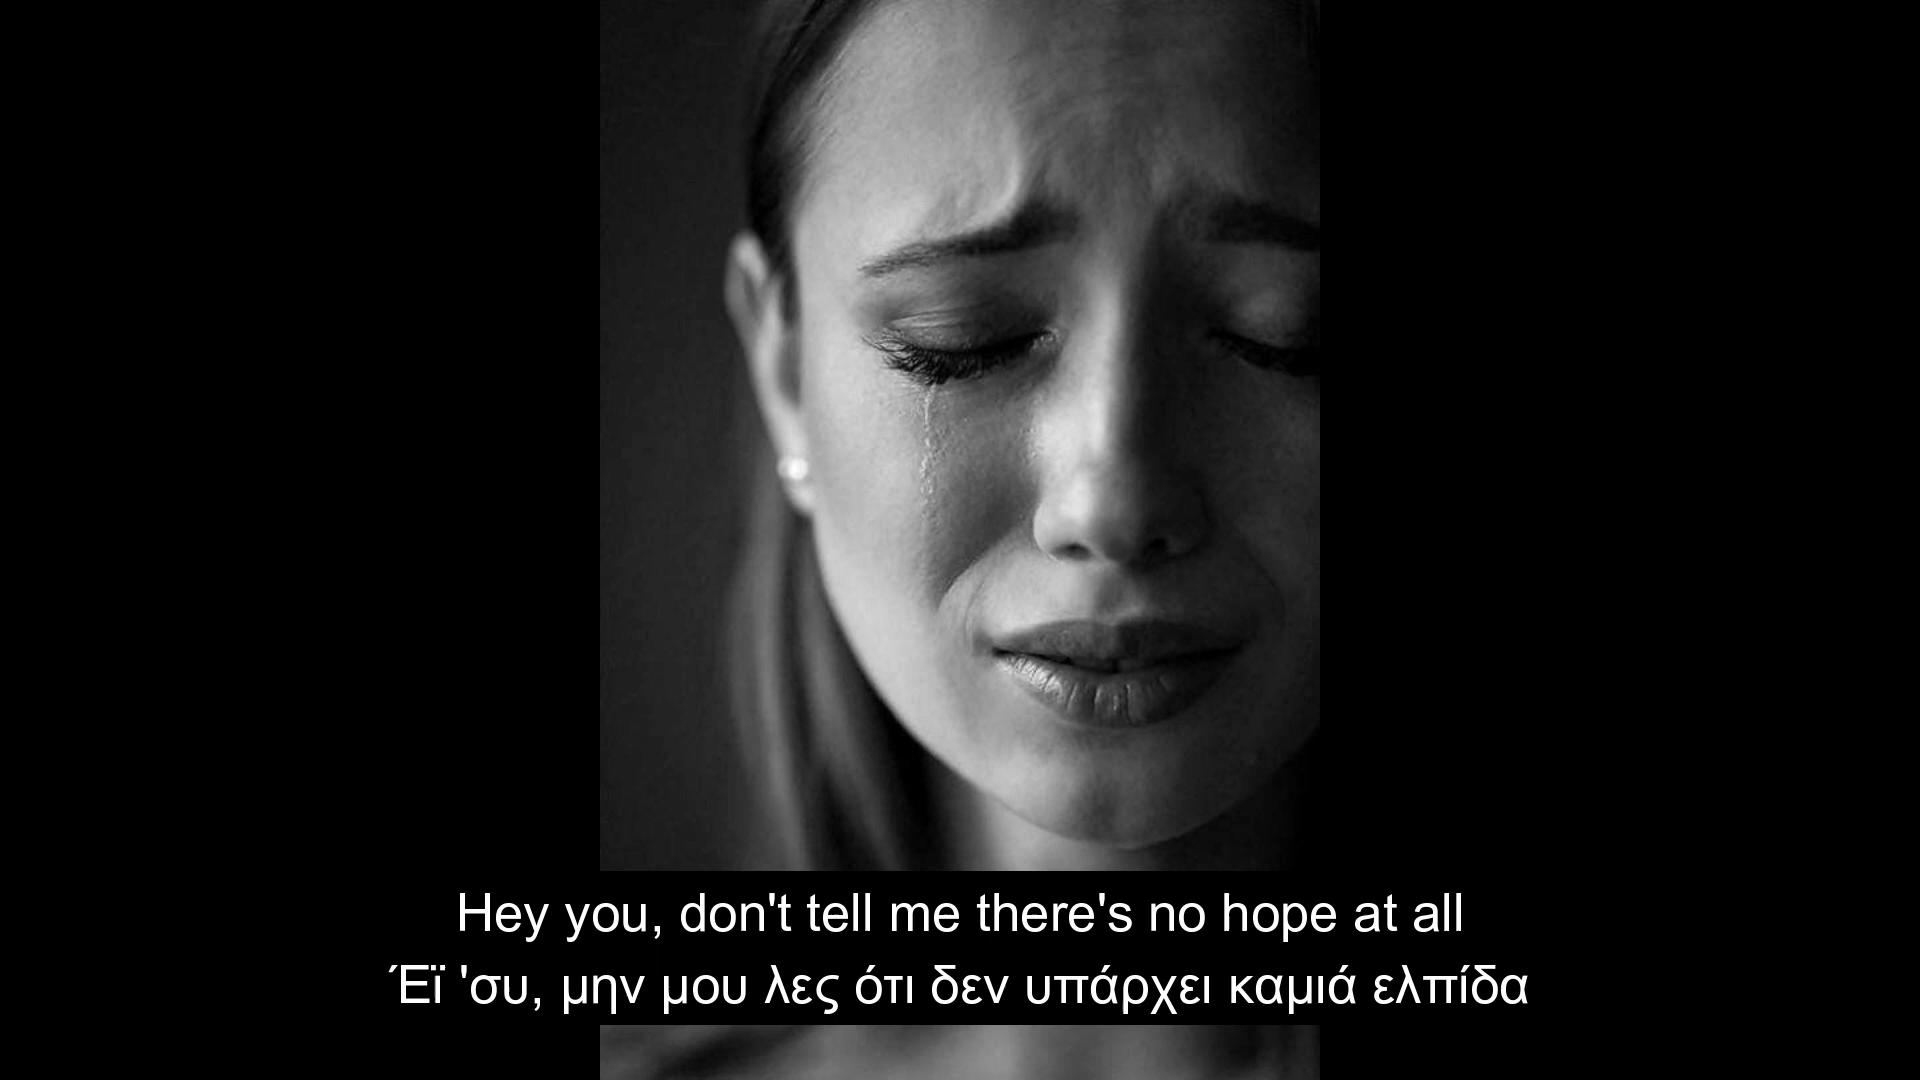 Hey you, don't tell me there's no hope at all
Έϊ 'συ, μην μου λες ότι δεν υπάρχει καμιά ελπίδα